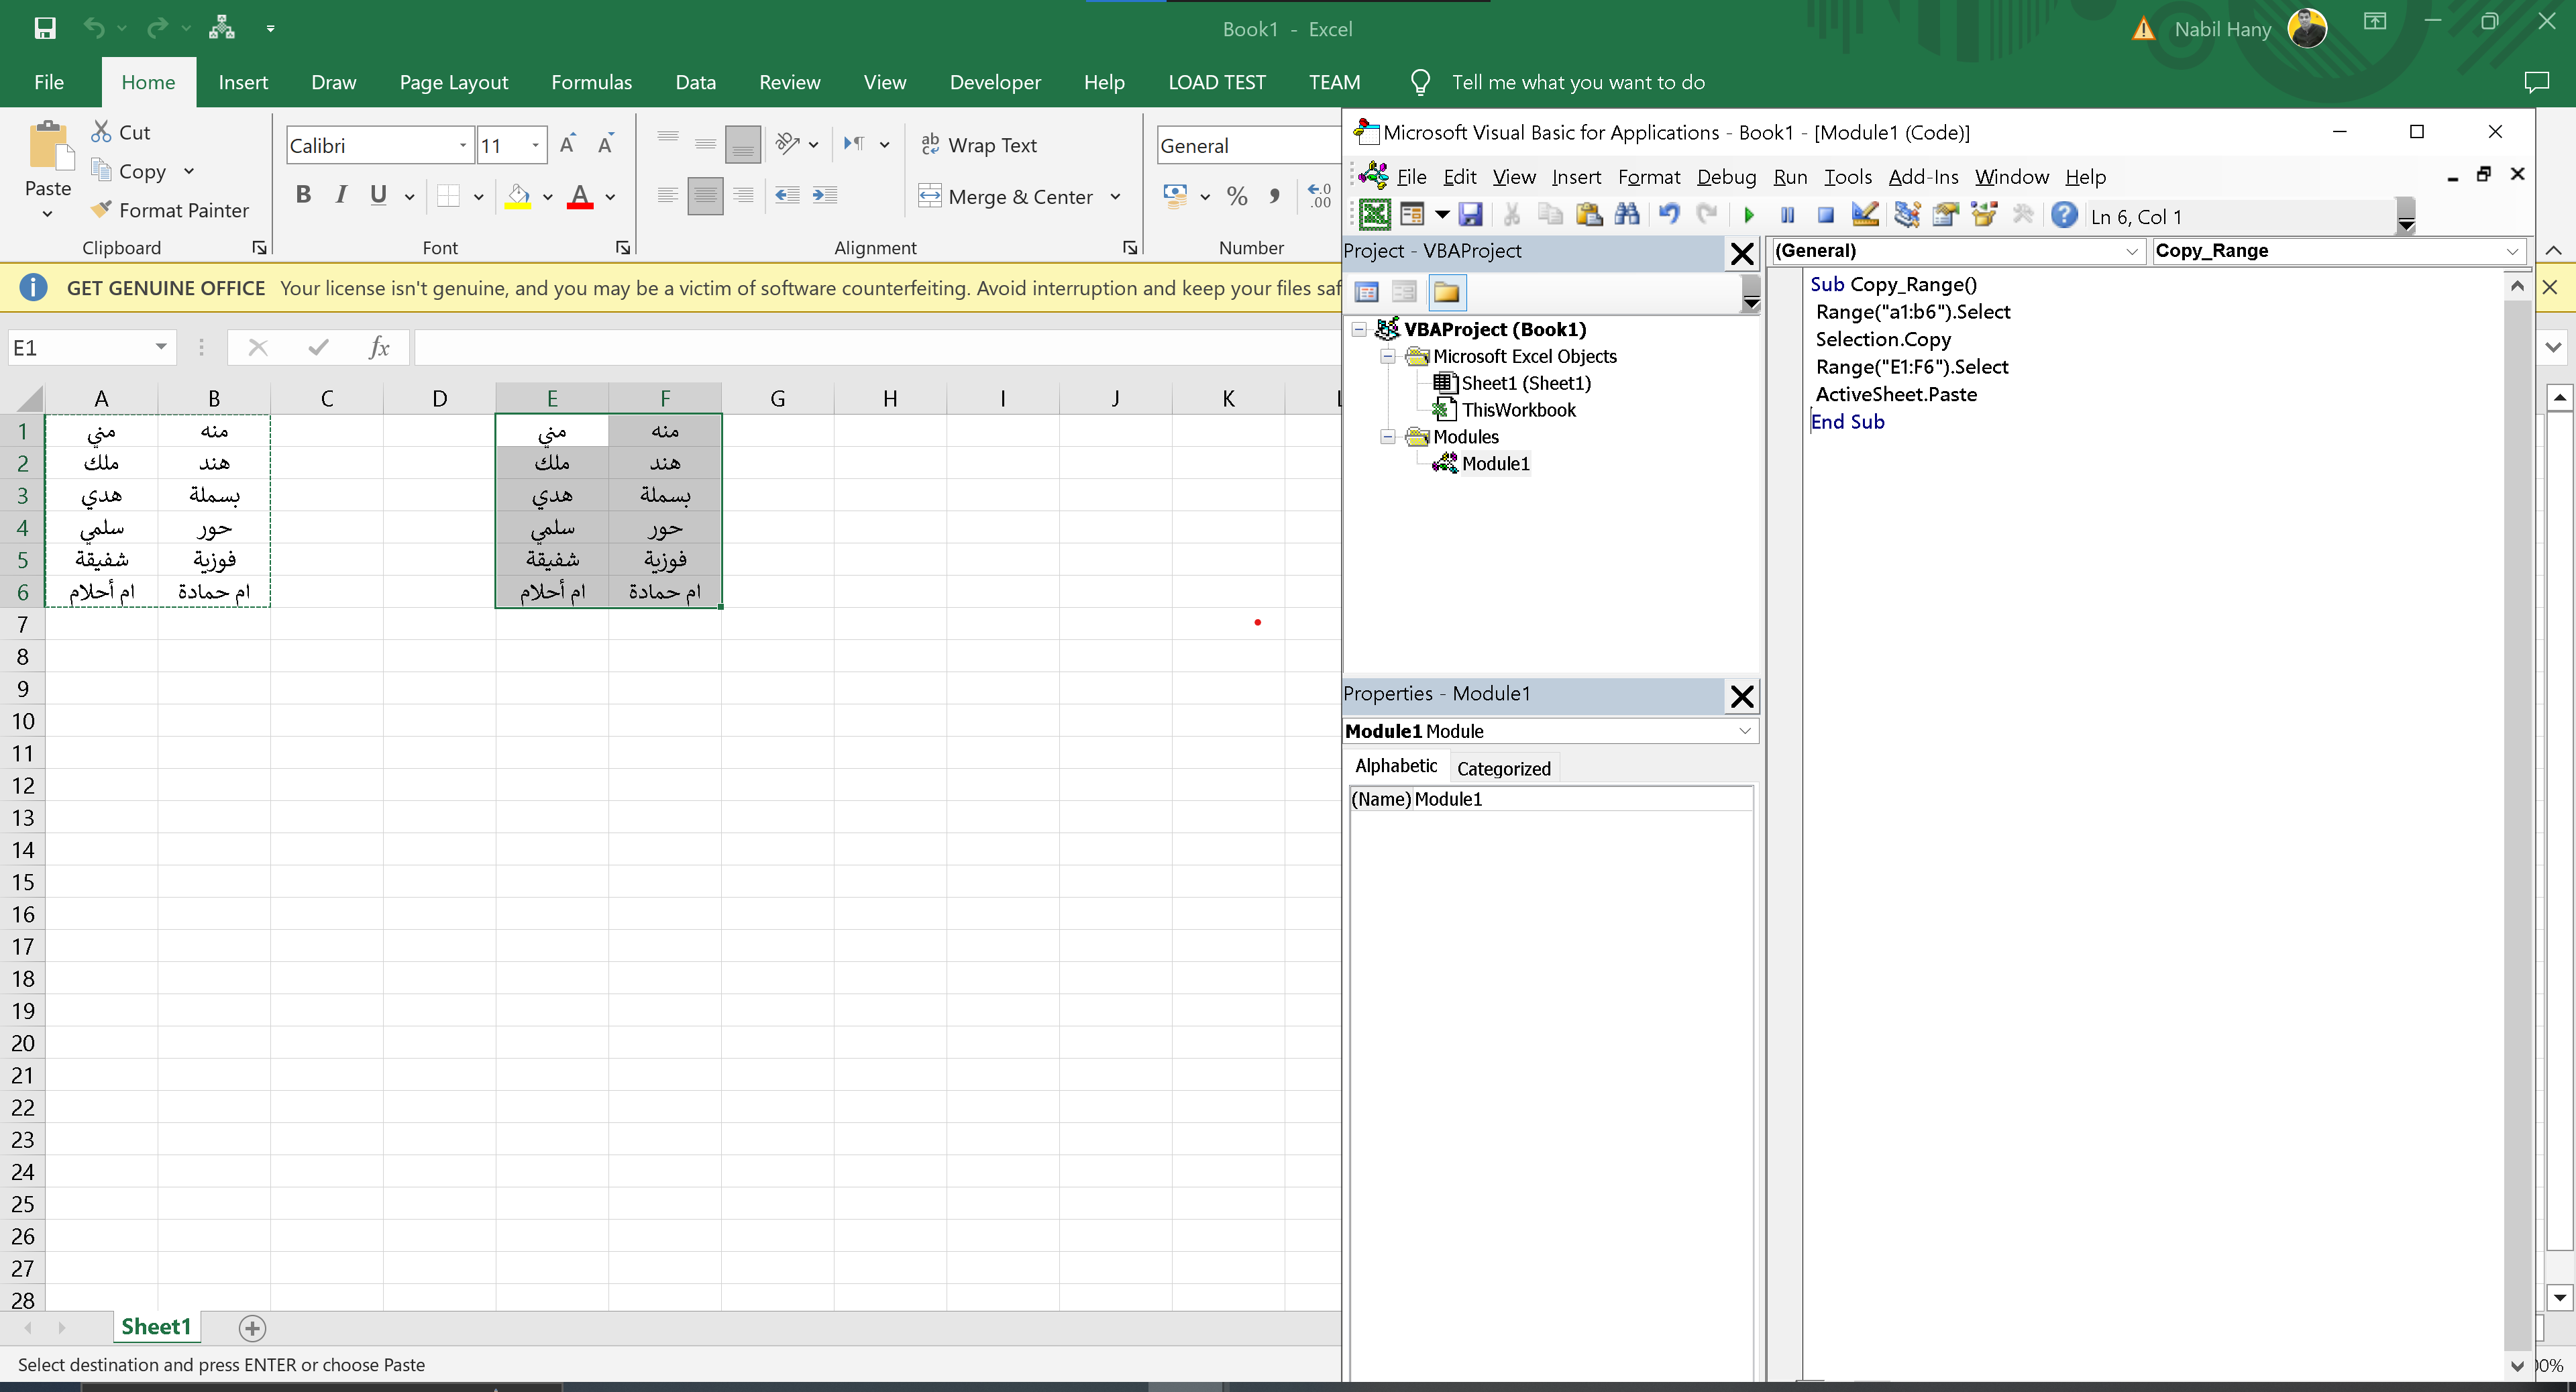 Book1 - Excel
Nabil Hany
File Home Insert Draw Page Layout Formulas Data Review View Developer Help LOAD TEST TEAM Tell me what you want to do
Paste
Cut
Copy
Format Painter
Clipboard
Calibri 11
B I U
Font
Wrap Text
Merge & Center
Alignment
General
Number
GET GENUINE OFFICE Your license isn't genuine, and you may be a victim of software counterfeiting. Avoid interruption and keep your files saf
E1 fx
A B C D E F G H I J K
1 مني منه مني منه
2 ملك هند ملك هند
3 هدي بسملة هدي بسملة
4 سلمي حور سلمي حور
5 شفيقة فوزية شفيقة فوزية
6 ام أحلام ام حمادة ام أحلام ام حمادة
7
8
9
10
11
12
13
14
15
16
17
18
19
20
21
22
23
24
25
26
27
28
Sheet1
Select destination and press ENTER or choose Paste
Microsoft Visual Basic for Applications - Book1 - [Module1 (Code)]
File Edit View Insert Format Debug Run Tools Add-Ins Window Help
Ln 6, Col 1
Project - VBAProject
VBAProject (Book1)
Microsoft Excel Objects
Sheet1 (Sheet1)
ThisWorkbook
Modules
Module1
Properties - Module1
Module1 Module
Alphabetic Categorized
(Name) Module1
(General) Copy_Range
Sub Copy_Range()
Range("a1:b6").Select
Selection.Copy
Range("E1:F6").Select
ActiveSheet.Paste
End Sub